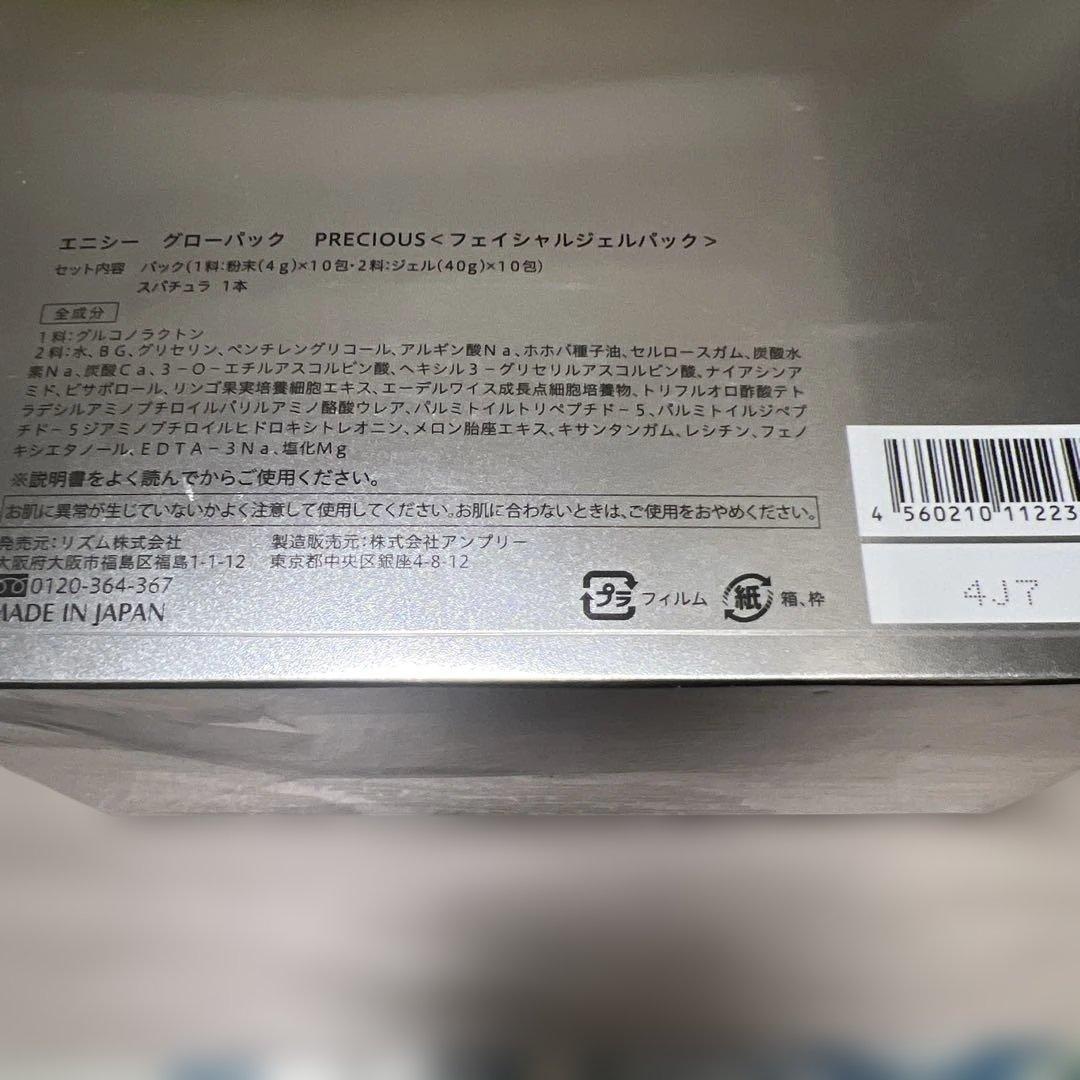 エニシー グローパック PRECIOUS<フェイシャルジェルパック>
セット内容 パック(1料:粉末(4g)×10包・2料:ジェル(40g)×10包)
スパチュラ 1本
全成分
1料:グルコノラクトン
2料:水、BG、グリセリン、ペンチレングリコール、アルギン酸Na、ホホバ種子油、セルロースガム、炭酸水
素Na、炭酸Ca、3-O-エチルアスコルビン酸、ヘキシル3-グリセリルアスコルビン酸、ナイアシンア
ミド、ビサボロール、リンゴ果実培養細胞エキス、エーデルワイス成長点細胞培養物、トリフルオロ酢酸テト
ラデシルアミノブチロイルバリルアミノ酪酸ウレア、パルミトイルトリペプチド-5、パルミトイルジペプ
チド-5ジアミノブチロイルヒドロキシトレオニン、メロン胎座エキス、キサンタンガム、レシチン、フェノ
キシエタノール、EDTA-3Na、塩化Mg
※説明書をよく読んでからご使用ください。
お肌に異常が生じていないかよく注意して使用してください。お肌に合わないときは、ご使用をおやめください。
発売元:リズム株式会社 製造販売元:株式会社アンプリー
大阪府大阪市福島区福島1-1-12 東京都中央区銀座4-8-12
0120-364-367
MADE IN JAPAN
プラ フィルム 紙 箱、枠
4 560210 11223
4J7